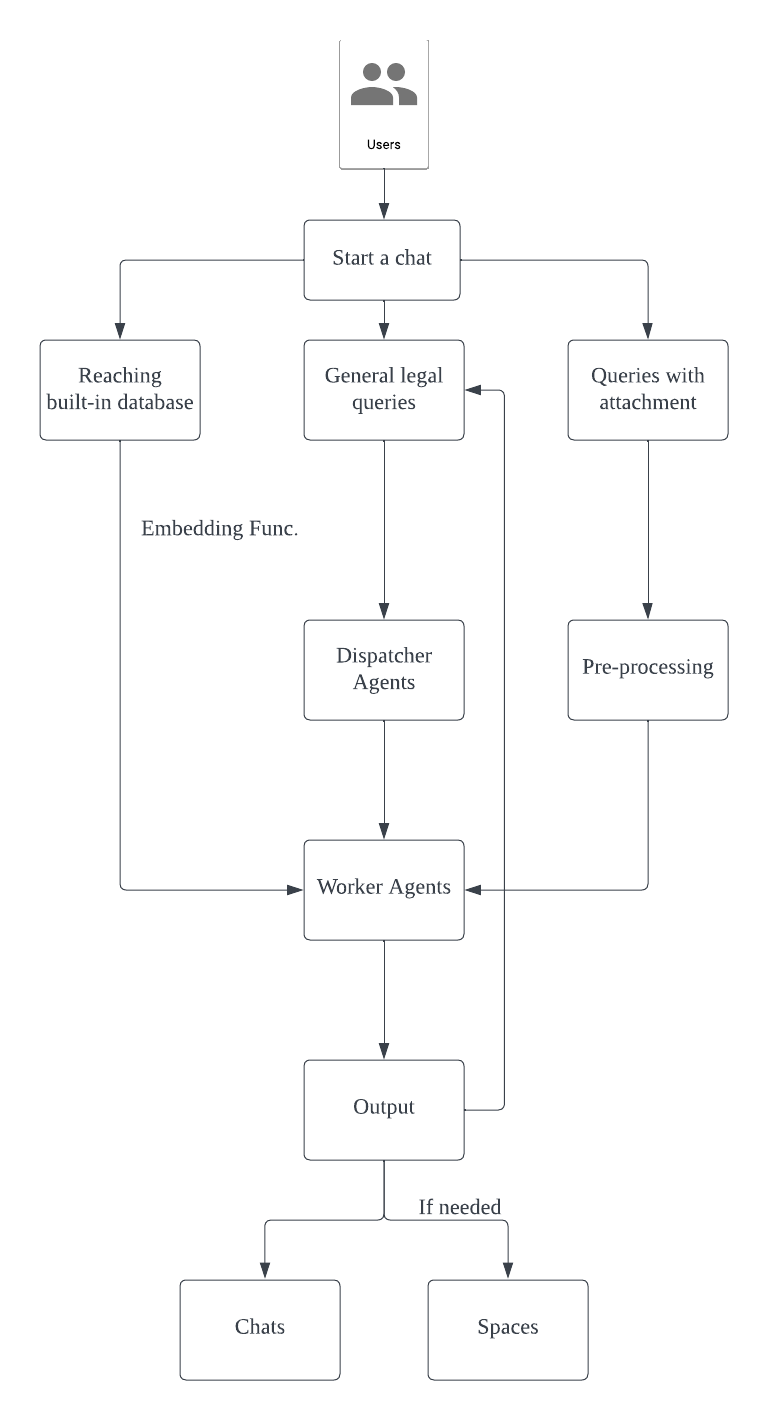 Users
Start a chat
Reaching
built-in database
General legal
queries
Queries with
attachment
Embedding Func.
Dispatcher
Agents
Pre-processing
Worker Agents
Output
If needed
Chats
Spaces